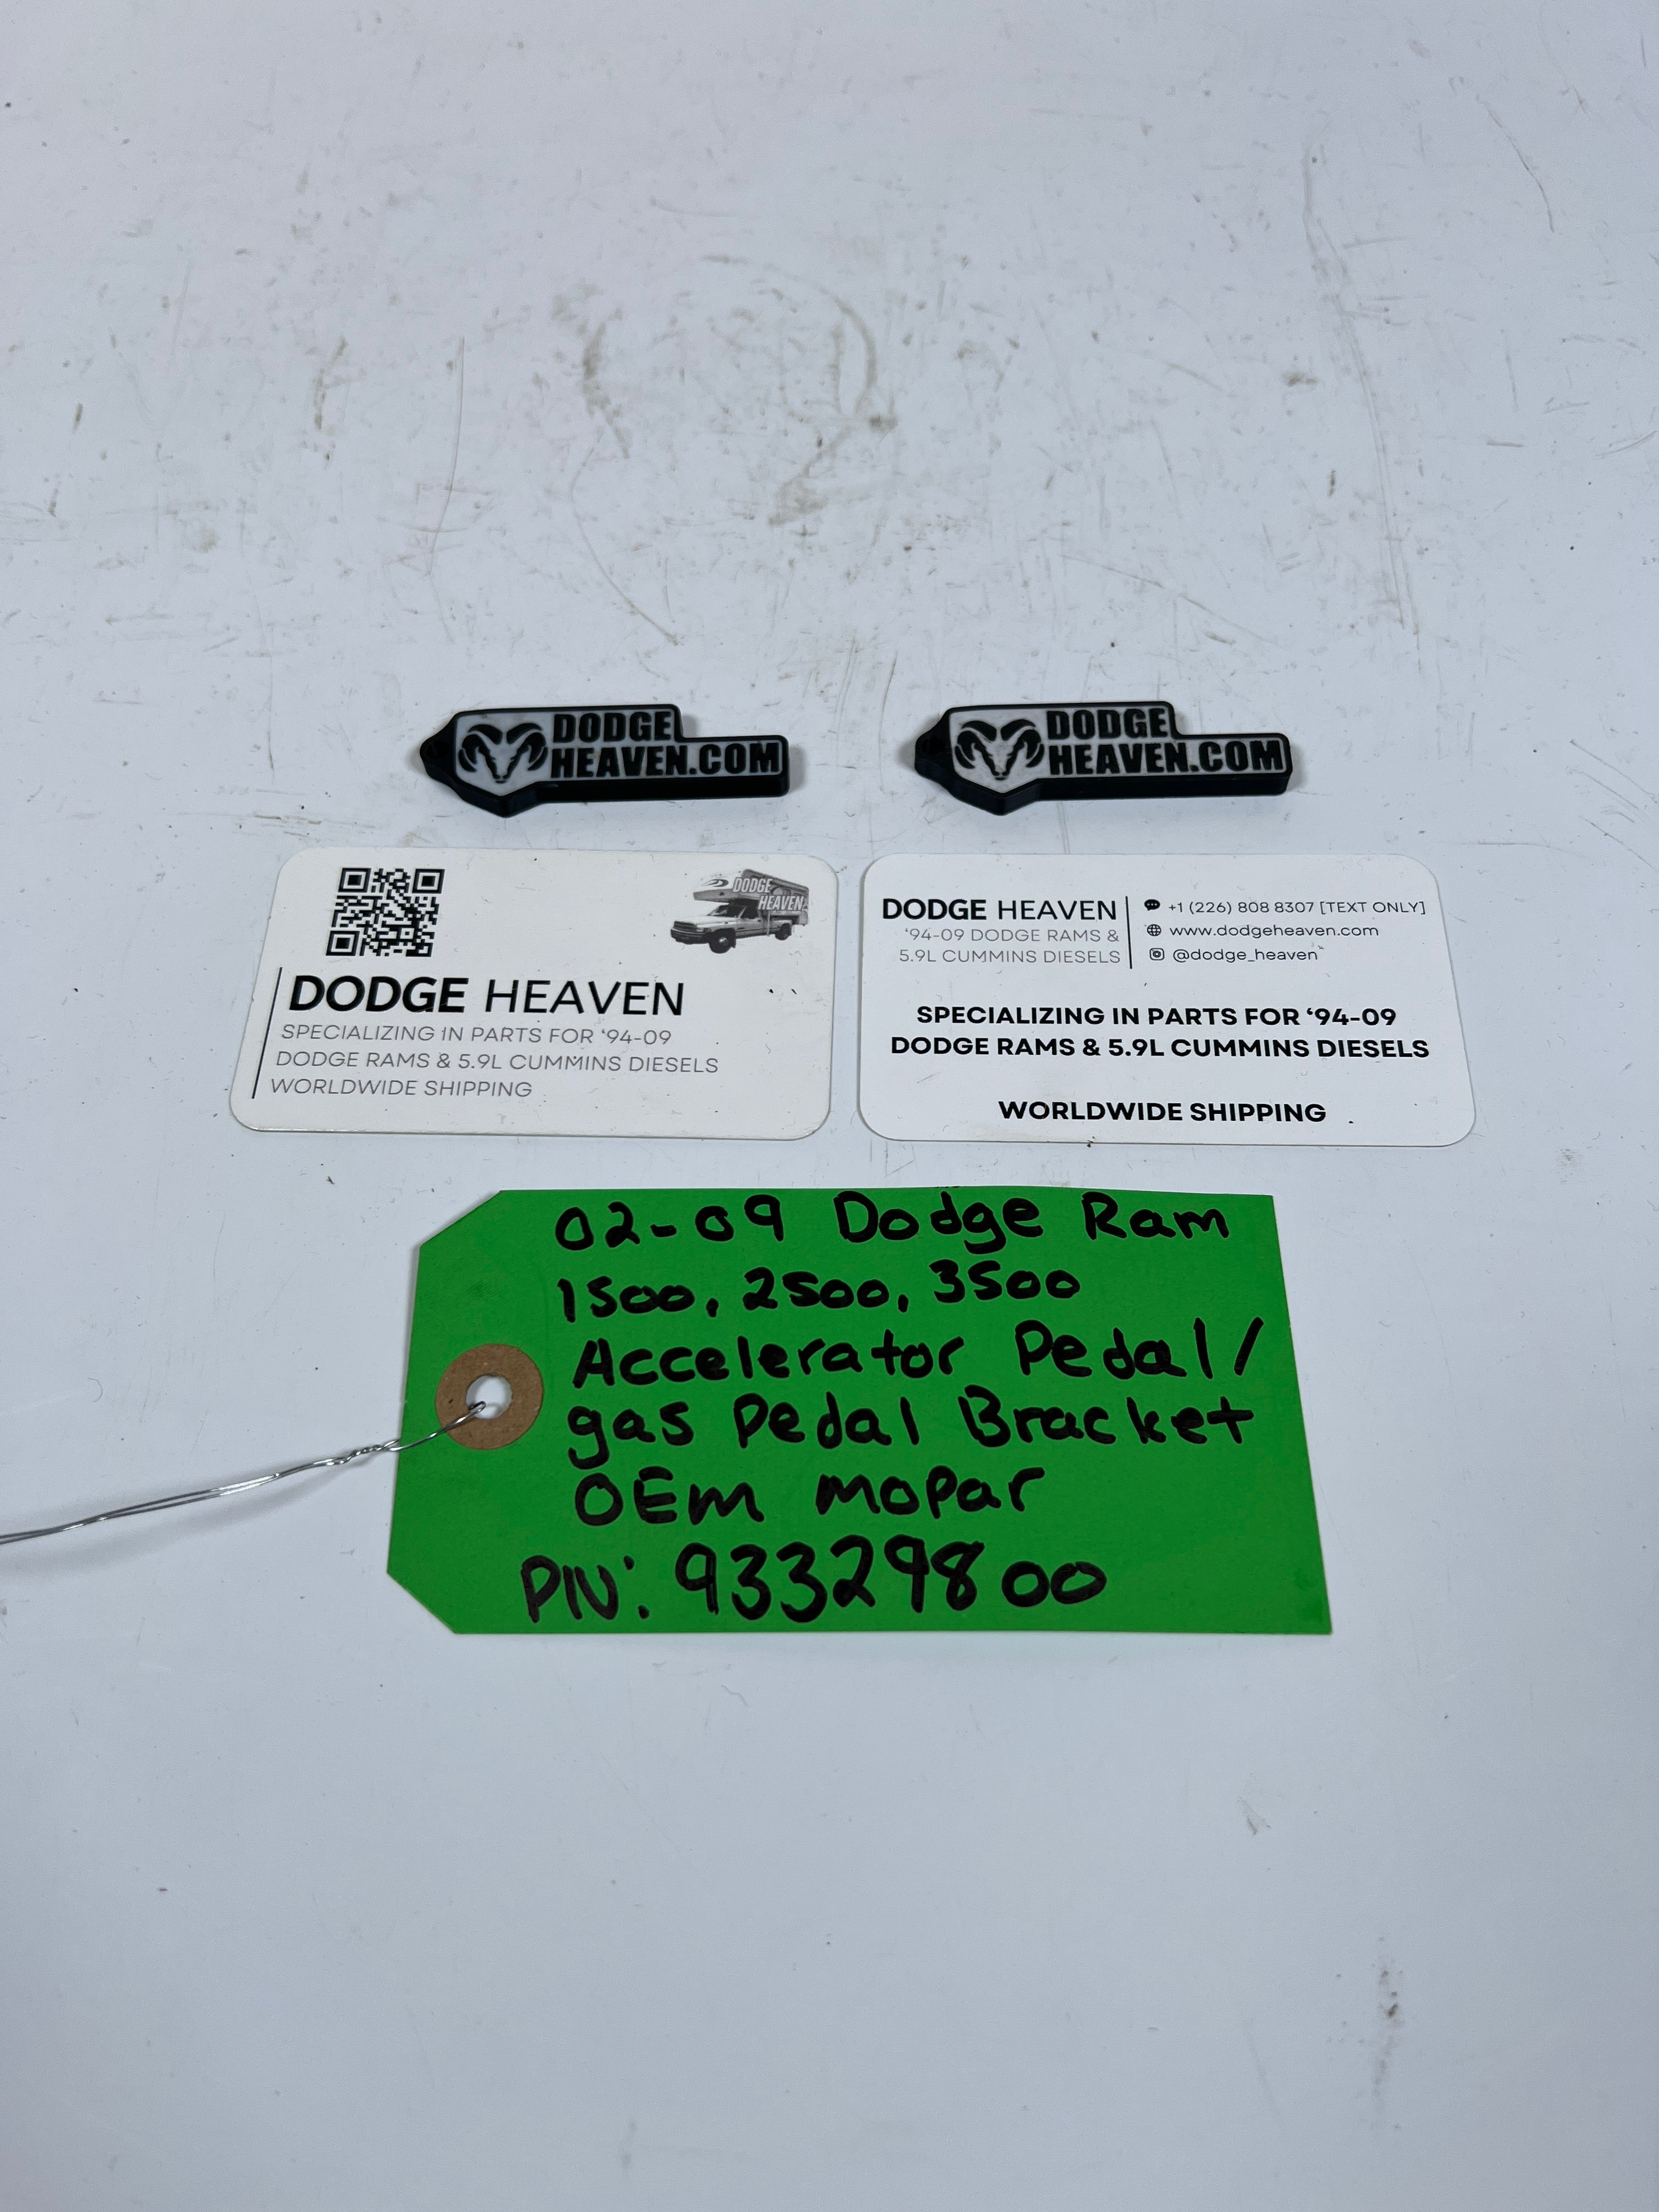 DODGE
HEAVEN.COM
DODGE
HEAVEN.COM
DODGE
HEAVEN
DODGE HEAVEN
SPECIALIZING IN PARTS FOR ‘94-09
DODGE RAMS & 5.9L CUMMINS DIESELS
WORLDWIDE SHIPPING
DODGE HEAVEN
‘94-09 DODGE RAMS &
5.9L CUMMINS DIESELS
+1 (226) 808 8307 [TEXT ONLY]
www.dodgeheaven.com
@dodge_heaven
SPECIALIZING IN PARTS FOR ‘94-09
DODGE RAMS & 5.9L CUMMINS DIESELS
WORLDWIDE SHIPPING
02-09 Dodge Ram
1500, 2500, 3500
Accelerator Pedal/
gas Pedal Bracket
OEM Mopar
PIN: 93329800